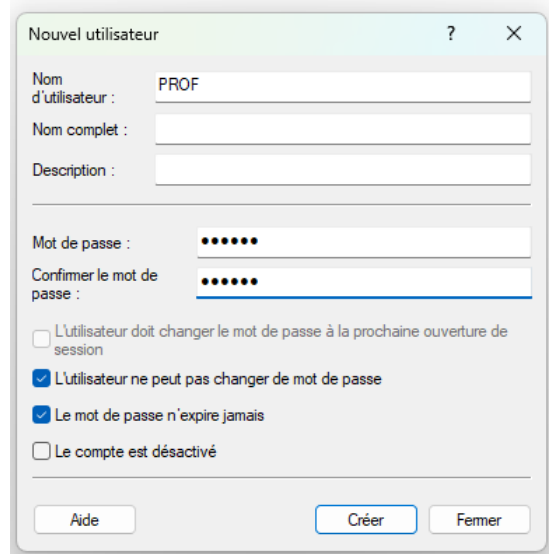 Nouvel utilisateur ?
Nom
d'utilisateur : PROF
Nom complet :
Description :
Mot de passe : ●●●●●●
Confirmer le mot de
passe : ●●●●●●
L'utilisateur doit changer le mot de passe à la prochaine ouverture de
session
L'utilisateur ne peut pas changer de mot de passe
Le mot de passe n'expire jamais
Le compte est désactivé
Aide Créer Fermer